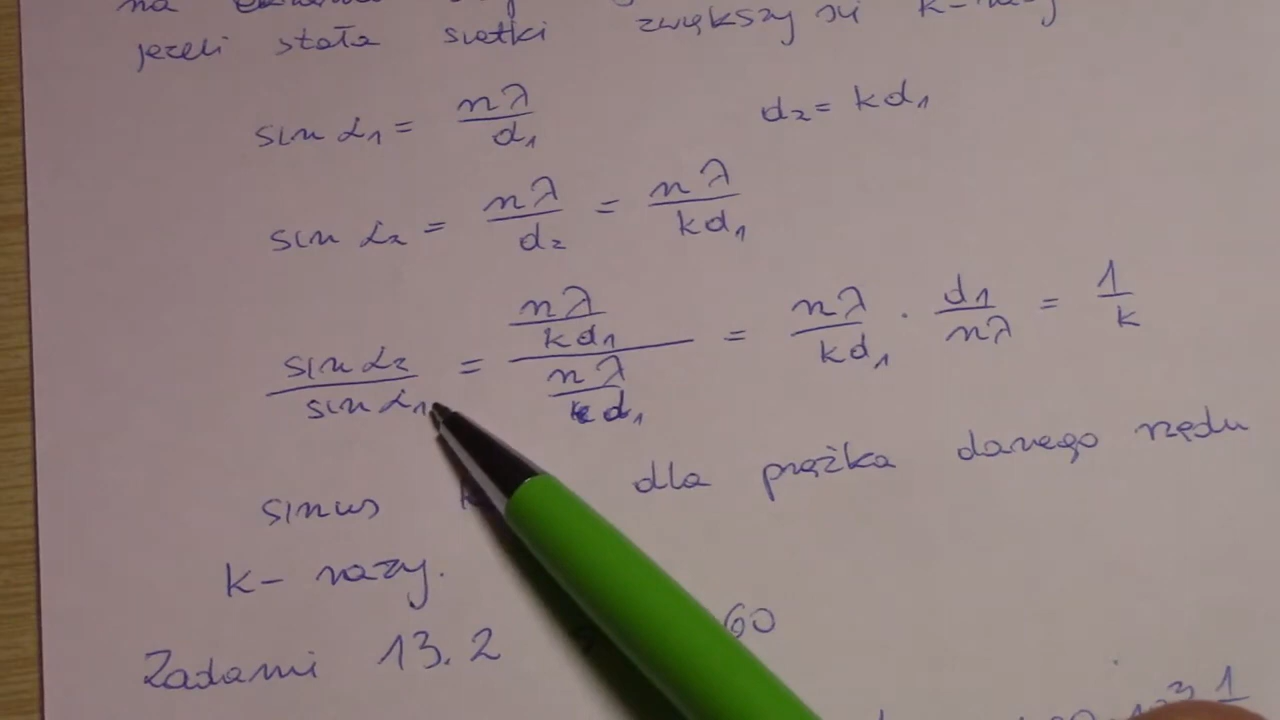 na
jeżeli stała siatki zwiększy się k-razy
sin α₁ = nλ/d₁ d₂ = kd₁
sin α₂ = nλ/d₂ = nλ/kd₁
sin α₂/sin α₁ = (nλ/kd₁)/(nλ/kd₁) = nλ/kd₁ · d₁/nλ = 1/k
sinus dla prążka danego rzędu
k- razy.
Zadanie 13.2 60